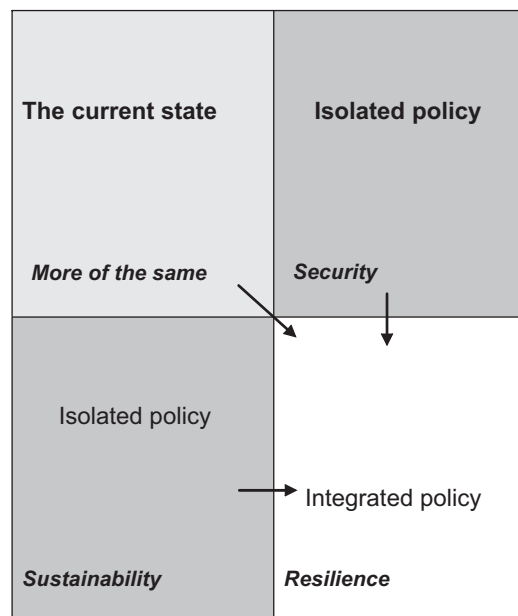 The current state
Isolated policy
More of the same
Security
Isolated policy
Integrated policy
Sustainability
Resilience